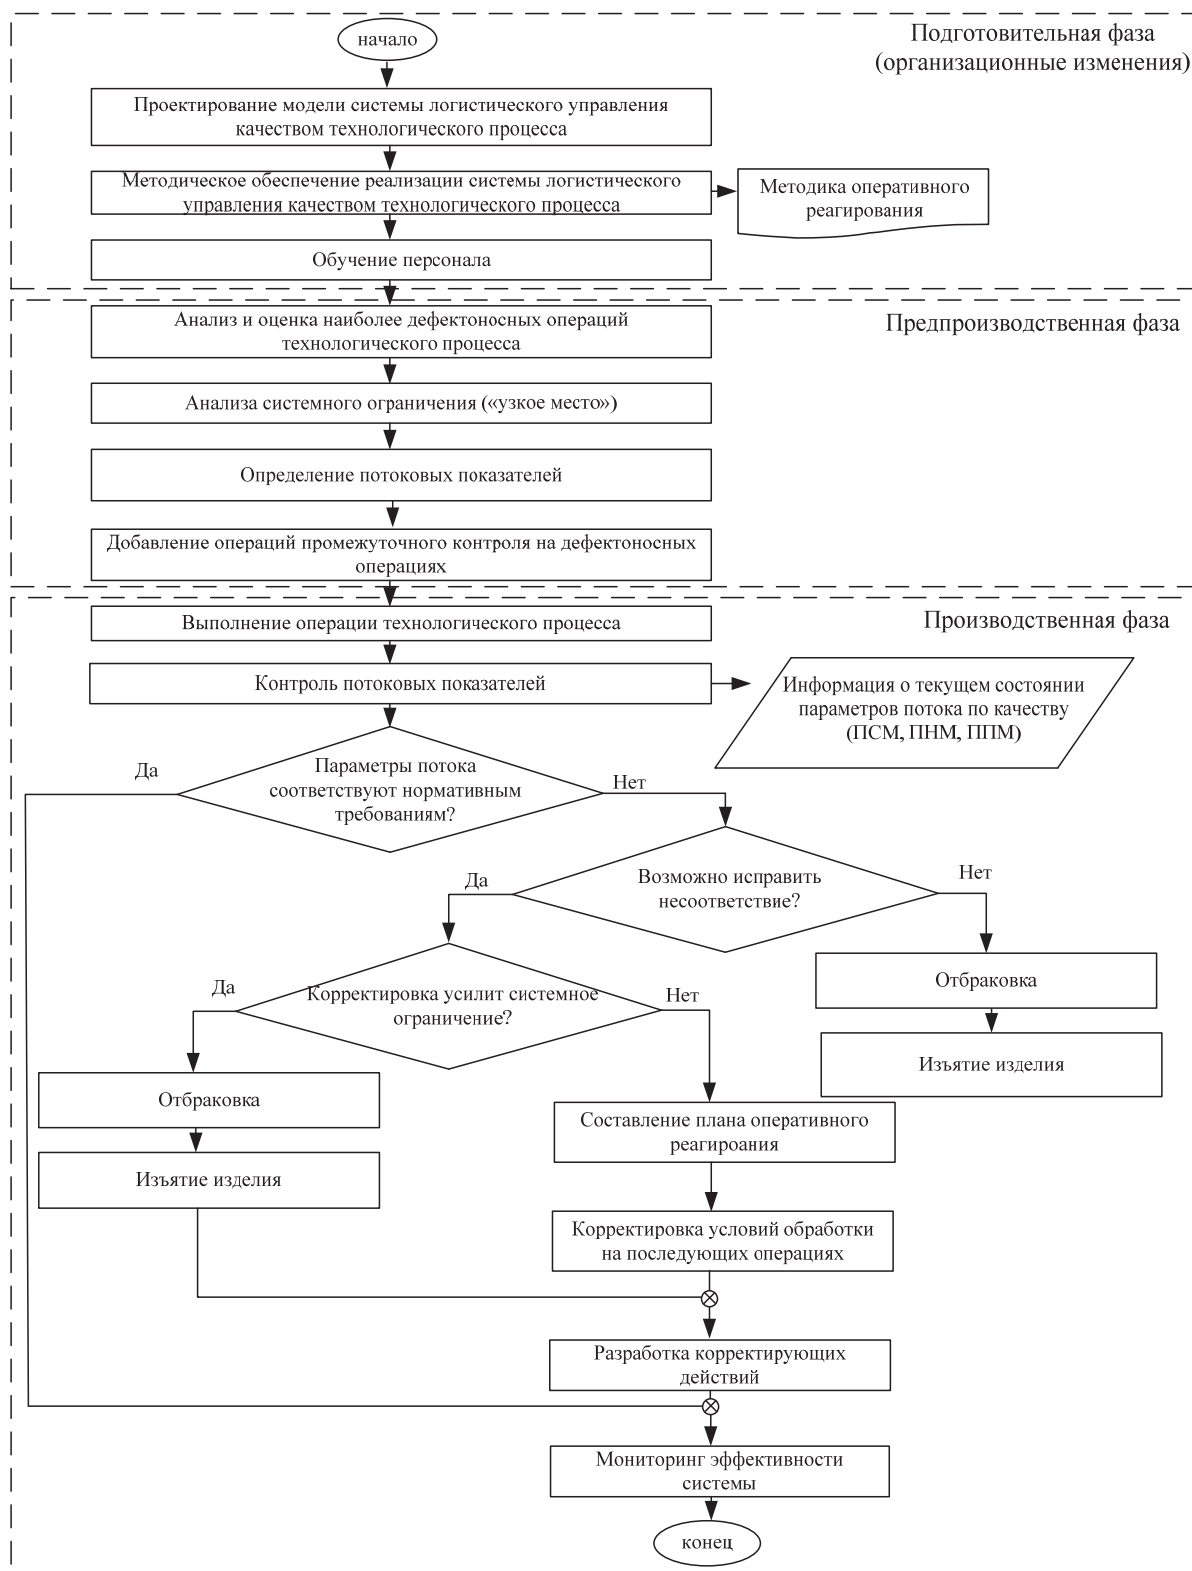 начало
Подготовительная фаза
(организационные изменения)
Проектирование модели системы логистического управления
качеством технологического процесса
Методическое обеспечение реализации системы логистического
управления качеством технологического процесса
Методика оперативного
реагирования
Обучение персонала
Предпроизводственная фаза
Анализ и оценка наиболее дефектоносных операций
технологического процесса
Анализа системного ограничения («узкое место»)
Определение потоковых показателей
Добавление операций промежуточного контроля на дефектоносных
операциях
Производственная фаза
Выполнение операции технологического процесса
Контроль потоковых показателей
Информация о текущем состоянии
параметров потока по качеству
(ПСМ, ПНМ, ППМ)
Да
Параметры потока
соответствуют нормативным
требованиям?
Нет
Да
Возможно исправить
несоответствие?
Нет
Да
Корректировка усилит системное
ограничение?
Нет
Отбраковка
Изъятие изделия
Отбраковка
Изъятие изделия
Составление плана оперативного
реагироания
Корректировка условий обработки
на последующих операциях
Разработка корректирующих
действий
Мониторинг эффективности
системы
конец